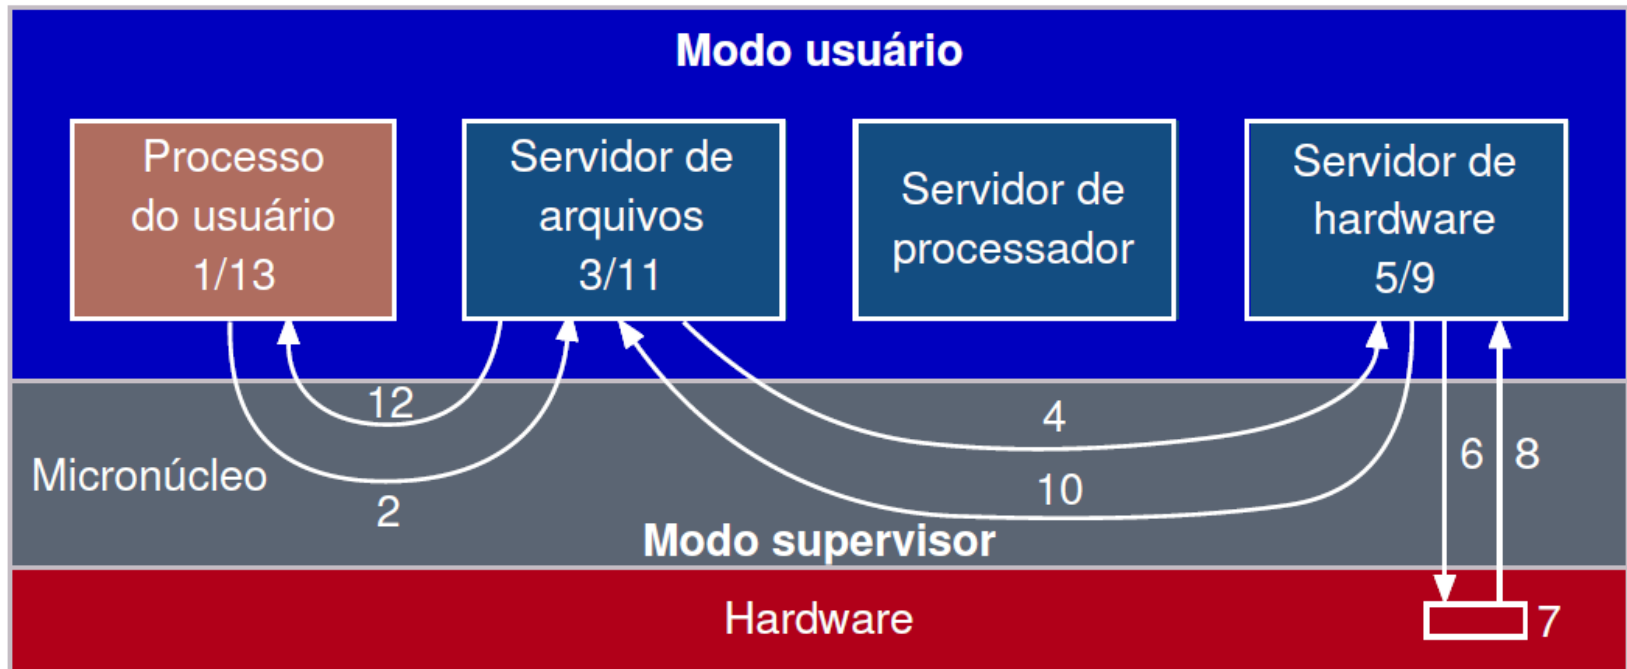 Modo usuário
Processo
do usuário
1/13
Servidor de
arquivos
3/11
Servidor de
processador
Servidor de
hardware
5/9
12
4
6
8
Micronúcleo
10
2
Modo supervisor
Hardware
7